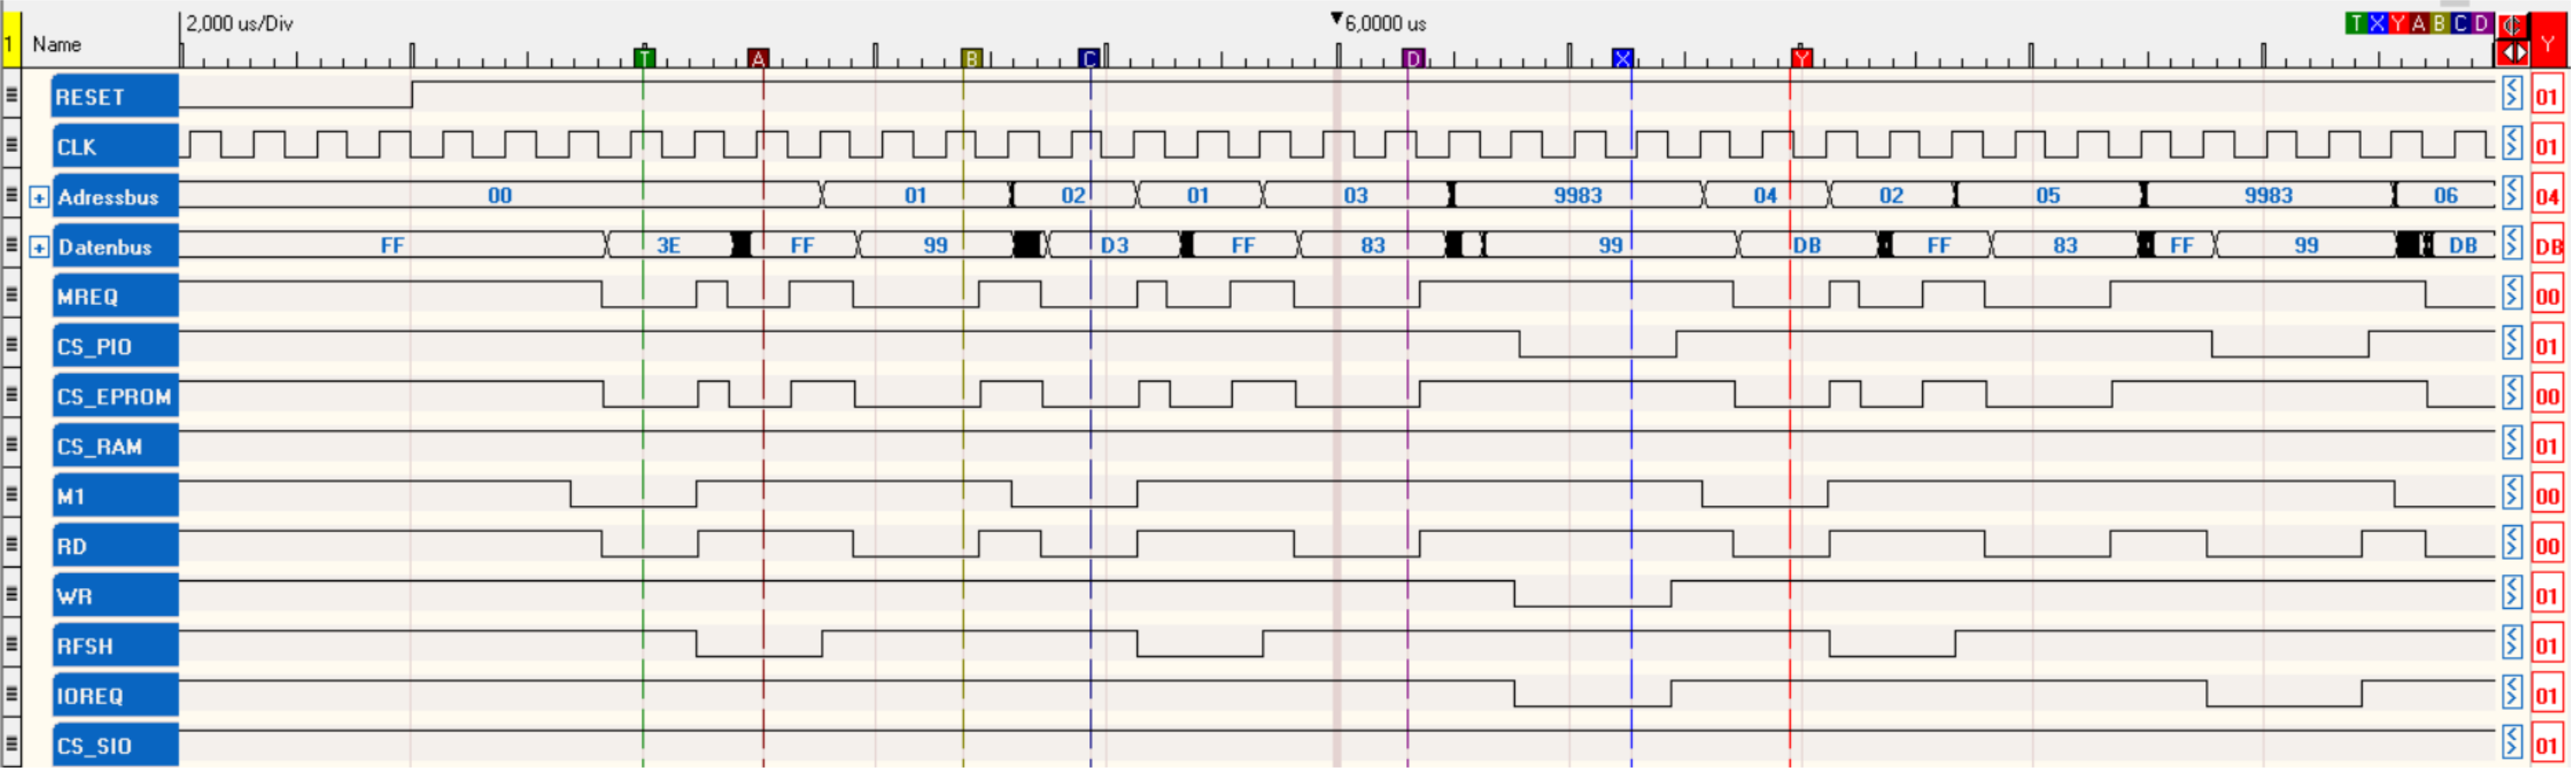 2,000 us/Div 6,0000 us T X Y A B C D
1 Name T A B C D X Y Y
RESET 01
CLK 01
Adressbus 00 01 02 01 03 9983 04 02 05 9983 06 04
Datenbus FF 3E FF 99 D3 FF 83 99 DB FF 83 FF 99 DB DB
MREQ 00
CS_PIO 01
CS_EPROM 00
CS_RAM 01
M1 00
RD 00
WR 01
RFSH 01
IOREQ 01
CS_SIO 01